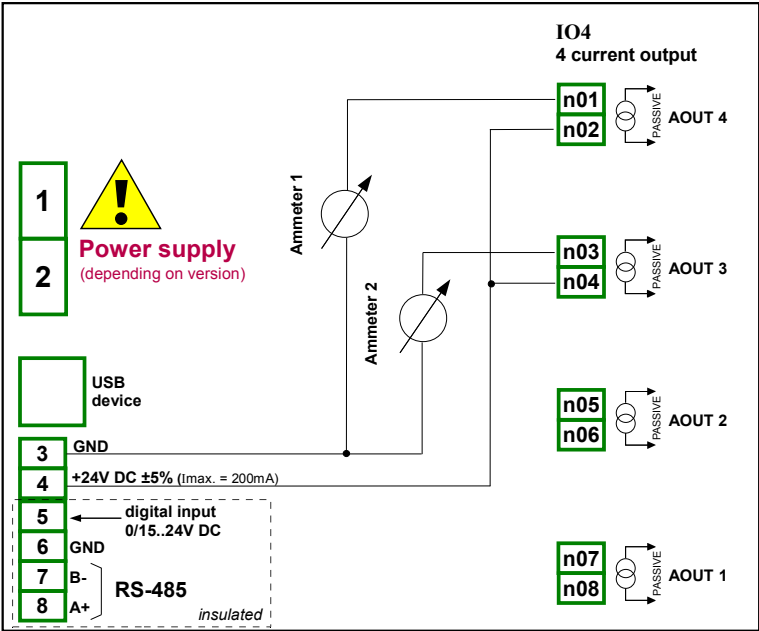 IO4
4 current output
n01
n02
PASSIVE
AOUT 4
Ammeter 1
1
2
!
Power supply
(depending on version)
n03
n04
PASSIVE
AOUT 3
Ammeter 2
USB
device
n05
n06
PASSIVE
AOUT 2
3
GND
4
+24V DC ±5% (Imax. = 200mA)
5
digital input
0/15..24V DC
6
GND
7
B-
8
A+
RS-485
insulated
n07
n08
PASSIVE
AOUT 1